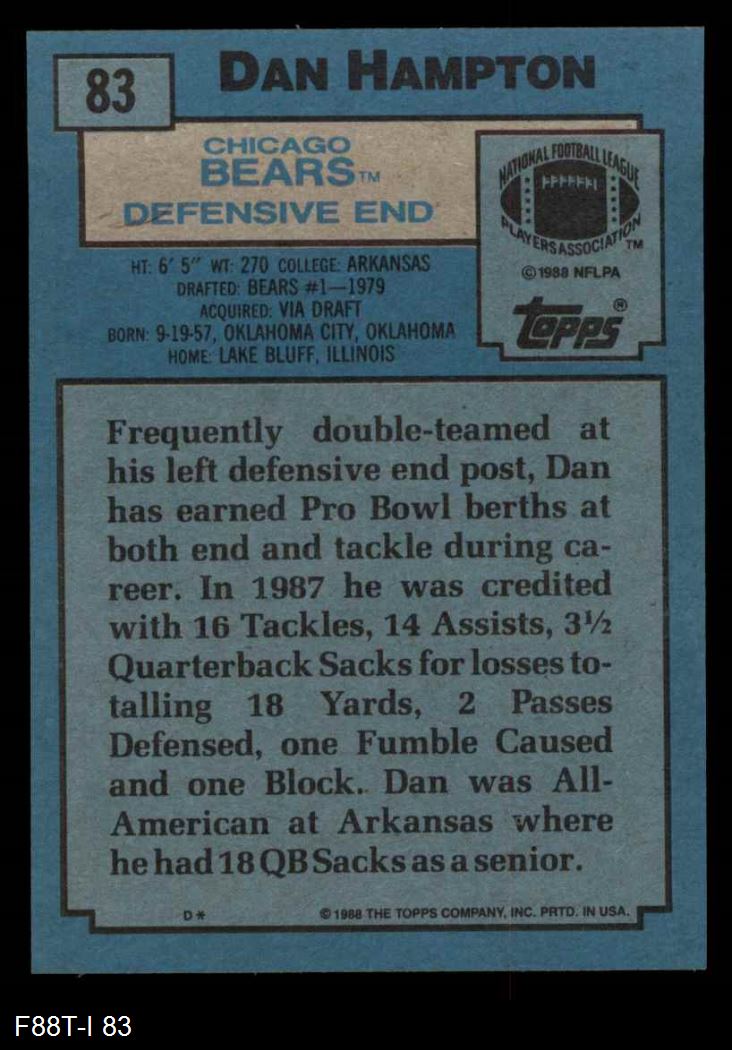 83
DAN HAMPTON
CHICAGO
BEARS™
DEFENSIVE END
NATIONAL FOOTBALL LEAGUE
PLAYERS ASSOCIATION™
©1988 NFLPA
Topps®
HT: 6' 5" WT: 270 COLLEGE: ARKANSAS
DRAFTED: BEARS #1—1979
ACQUIRED: VIA DRAFT
BORN: 9-19-57, OKLAHOMA CITY, OKLAHOMA
HOME: LAKE BLUFF, ILLINOIS
Frequently double-teamed at
his left defensive end post, Dan
has earned Pro Bowl berths at
both end and tackle during ca-
reer. In 1987 he was credited
with 16 Tackles, 14 Assists, 3½
Quarterback Sacks for losses to-
talling 18 Yards, 2 Passes
Defensed, one Fumble Caused
and one Block. Dan was All-
American at Arkansas where
he had 18 QB Sacks as a senior.
D* ©1988 THE TOPPS COMPANY, INC. PRTD. IN USA.
F88T-I 83